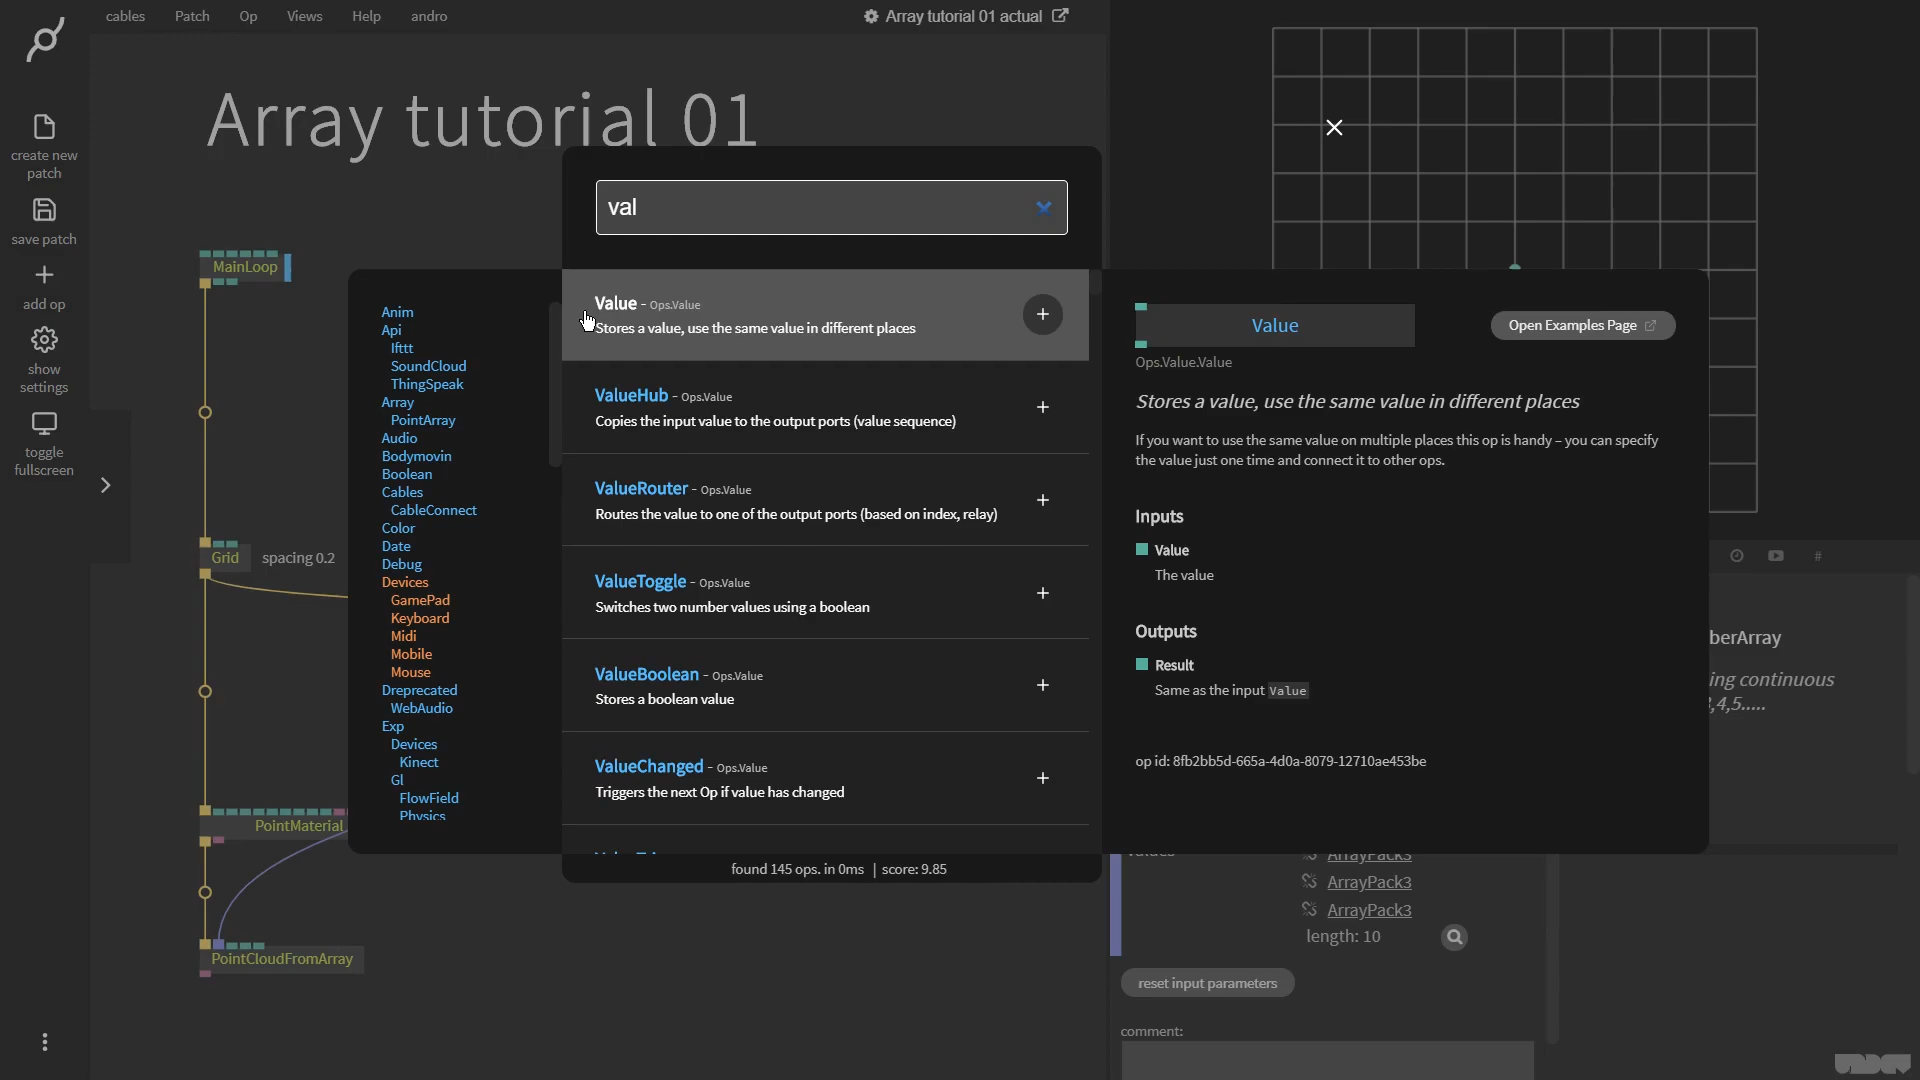 cables Patch Op Views Help andro
Array tutorial 01 actual
create new
patch
save patch
add op
show
settings
toggle
fullscreen
Array tutorial 01
MainLoop
Grid
spacing 0.2
PointMaterial
PointCloudFromArray
val
Anim
Api
Ifttt
SoundCloud
ThingSpeak
Array
PointArray
Audio
Bodymovin
Boolean
Cables
CableConnect
Color
Date
Debug
Devices
GamePad
Keyboard
Midi
Mobile
Mouse
Dreprecated
WebAudio
Exp
Devices
Kinect
Gl
FlowField
Physics
Value - Ops.Value
Stores a value, use the same value in different places
ValueHub - Ops.Value
Copies the input value to the output ports (value sequence)
ValueRouter - Ops.Value
Routes the value to one of the output ports (based on index, relay)
ValueToggle - Ops.Value
Switches two number values using a boolean
ValueBoolean - Ops.Value
Stores a boolean value
ValueChanged - Ops.Value
Triggers the next Op if value has changed
found 145 ops. in 0ms | score: 9.85
Value
Open Examples Page
Ops.Value.Value
Stores a value, use the same value in different places
If you want to use the same value on multiple places this op is handy – you can specify
the value just one time and connect it to other ops.
Inputs
Value
The value
Outputs
Result
Same as the input Value
op id: 8fb2bb5d-665a-4d0a-8079-12710ae453be
#
berArray
ing continuous
,4,5.....
ArrayPack3
ArrayPack3
ArrayPack3
length: 10
reset input parameters
comment: